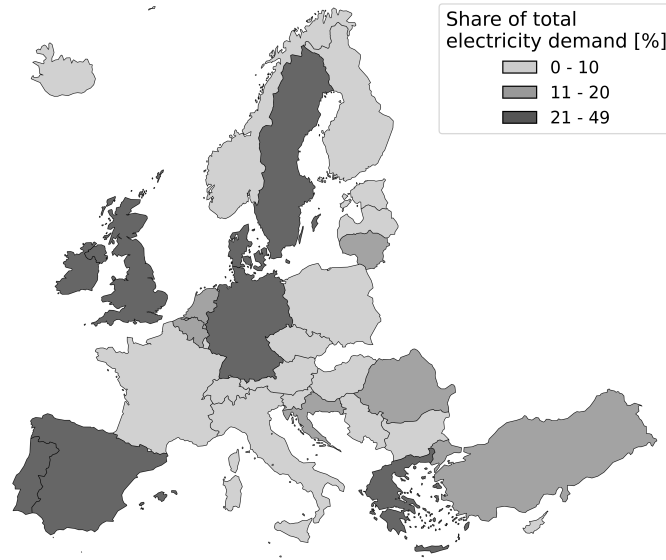 Share of total
electricity demand [%]
0 - 10
11 - 20
21 - 49